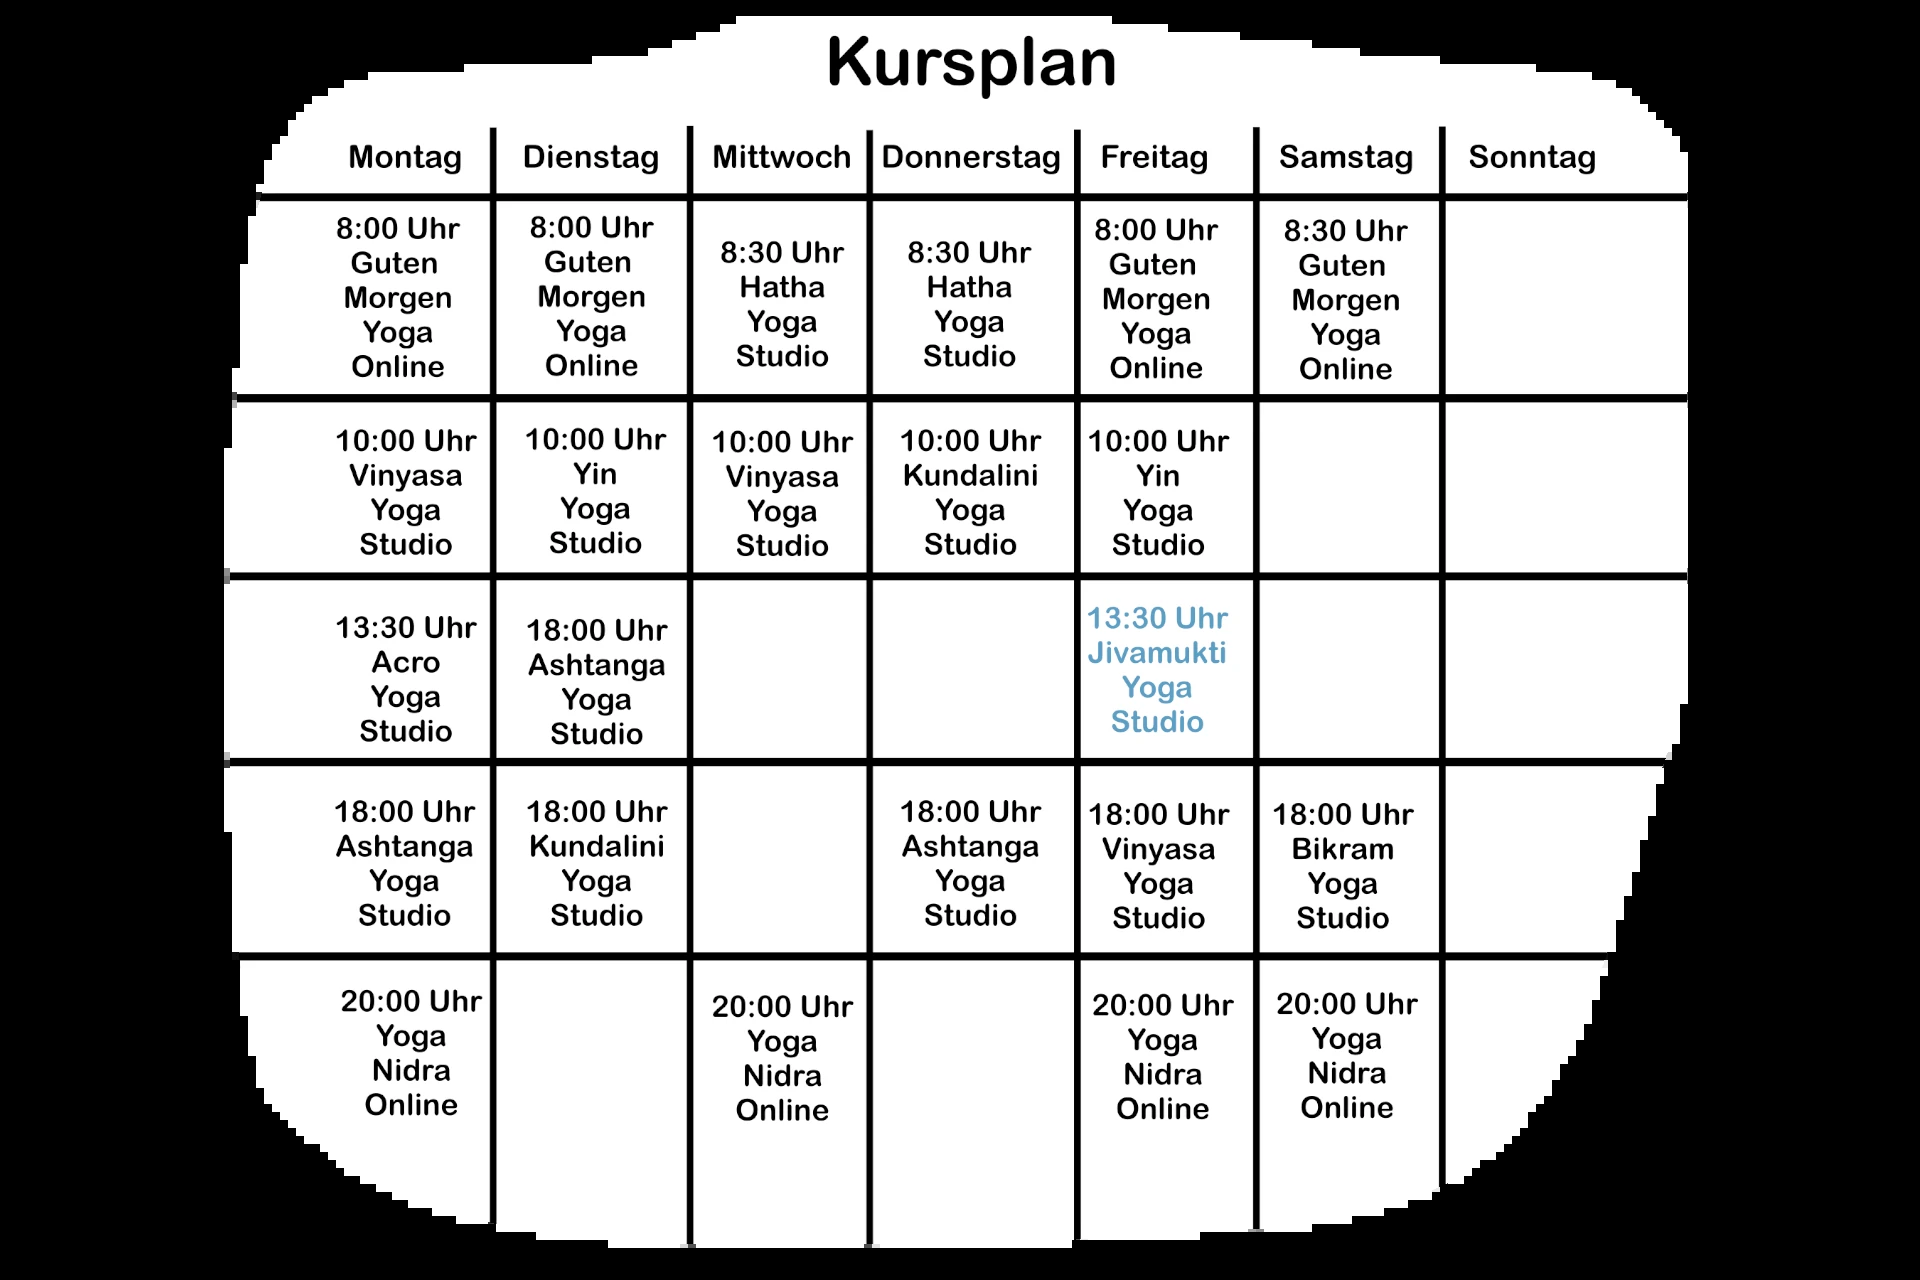 Kursplan
Montag
Dienstag
Mittwoch
Donnerstag
Freitag
Samstag
Sonntag
8:00 Uhr
Guten
Morgen
Yoga
Online
8:00 Uhr
Guten
Morgen
Yoga
Online
8:30 Uhr
Hatha
Yoga
Studio
8:30 Uhr
Hatha
Yoga
Studio
8:00 Uhr
Guten
Morgen
Yoga
Online
8:30 Uhr
Guten
Morgen
Yoga
Online
10:00 Uhr
Vinyasa
Yoga
Studio
10:00 Uhr
Yin
Yoga
Studio
10:00 Uhr
Vinyasa
Yoga
Studio
10:00 Uhr
Kundalini
Yoga
Studio
10:00 Uhr
Yin
Yoga
Studio
13:30 Uhr
Acro
Yoga
Studio
18:00 Uhr
Ashtanga
Yoga
Studio
13:30 Uhr
Jivamukti
Yoga
Studio
18:00 Uhr
Ashtanga
Yoga
Studio
18:00 Uhr
Kundalini
Yoga
Studio
18:00 Uhr
Ashtanga
Yoga
Studio
18:00 Uhr
Vinyasa
Yoga
Studio
18:00 Uhr
Bikram
Yoga
Studio
20:00 Uhr
Yoga
Nidra
Online
20:00 Uhr
Yoga
Nidra
Online
20:00 Uhr
Yoga
Nidra
Online
20:00 Uhr
Yoga
Nidra
Online